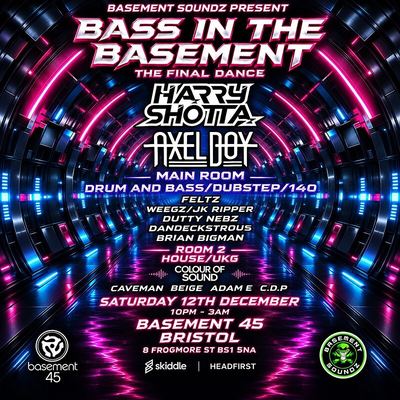 BASEMENT SOUNDZ PRESENT
BASS IN THE
BASEMENT
THE FINAL DANCE
HARRY
SHOTTA
AXEL BOY
MAIN ROOM
DRUM AND BASS/DUBSTEP/140
FELTZ
WEEGZ/JK RIPPER
DUTTY NEBZ
DANDECKSTROUS
BRIAN BIGMAN
ROOM 2
HOUSE/UKG
COLOUR OF
SOUND
CAVEMAN BEIGE ADAM E C.D.P
SATURDAY 12TH DECEMBER
10PM - 3AM
BASEMENT 45
BRISTOL
8 FROGMORE ST BS1 5NA
basement
45
skiddle
HEADFIRST
BASEMENT
SOUNDZ